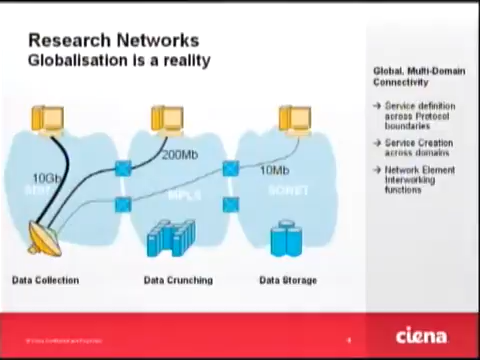 Research Networks
Globalisation is a reality
Global, Multi-Domain
Connectivity
→ Service definition
across Protocol
boundaries
→ Service Creation
across domains
→ Network Element
Interworking
functions
200Mb
10Gb
10Mb
MPLS
SONET
Data Collection
Data Crunching
Data Storage
4
ciena